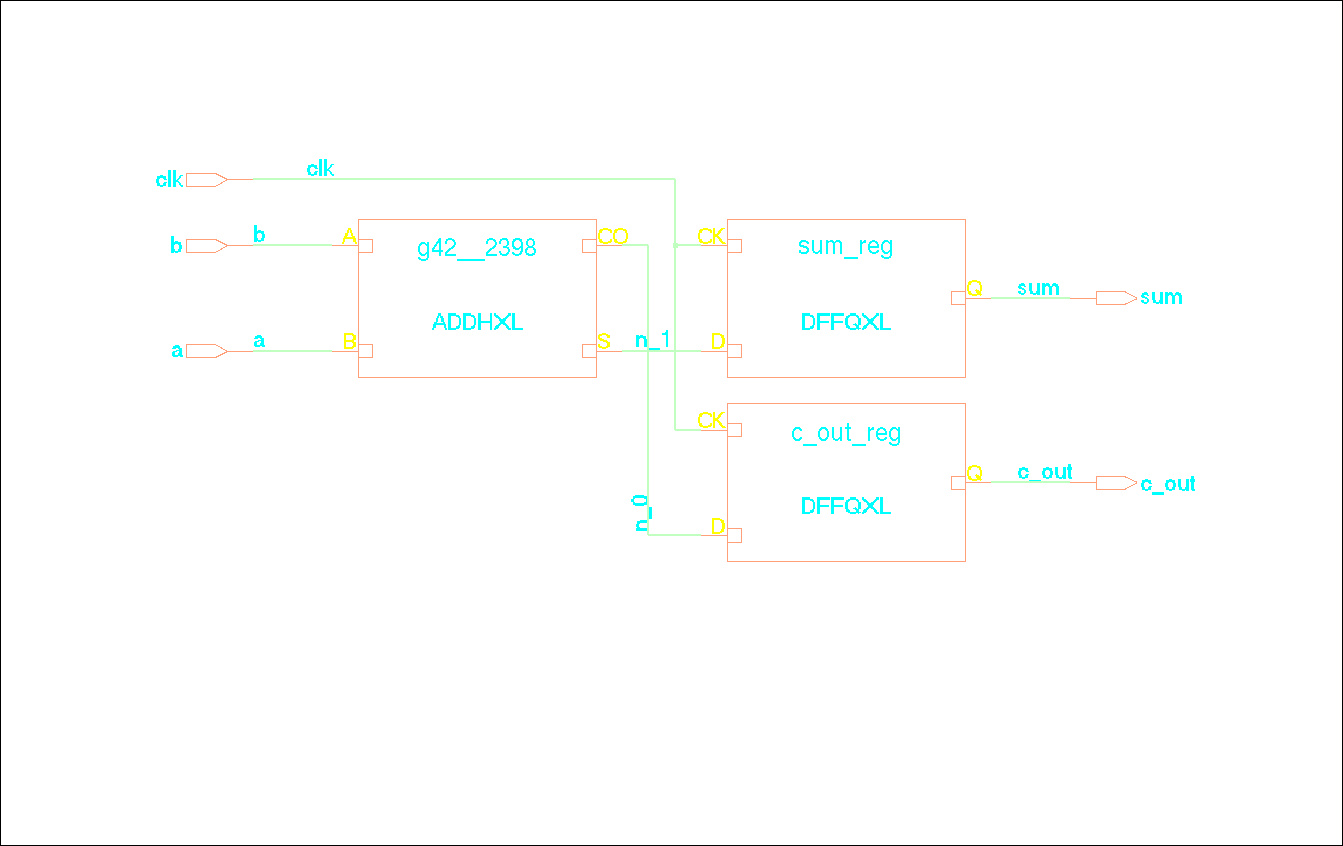 clk
clk
b
b
A
g42__2398
CO
CK
sum_reg
Q
sum
sum
ADDHXL
DFFQXL
a
a
B
S
n_1
D
CK
c_out_reg
Q
c_out
c_out
DFFQXL
n_0
D